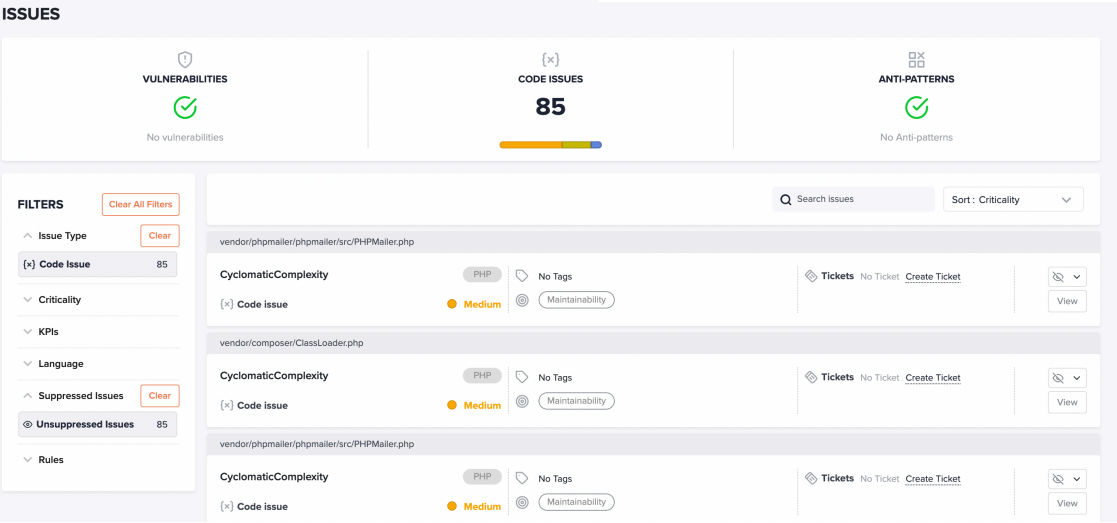 ISSUES
VULNERABILITIES
No vulnerabilities
CODE ISSUES
85
ANTI-PATTERNS
No Anti-patterns
FILTERS
Clear All Filters
Issue Type
Clear
{x} Code Issue 85
Criticality
KPIs
Language
Suppressed Issues
Clear
Unsuppressed Issues 85
Rules
Search issues
Sort : Criticality
vendor/phpmailer/phpmailer/src/PHPMailer.php
CyclomaticComplexity PHP No Tags Tickets No Ticket Create Ticket
{x} Code issue Medium Maintainability View
vendor/composer/ClassLoader.php
CyclomaticComplexity PHP No Tags Tickets No Ticket Create Ticket
{x} Code issue Medium Maintainability View
vendor/phpmailer/phpmailer/src/PHPMailer.php
CyclomaticComplexity PHP No Tags Tickets No Ticket Create Ticket
{x} Code issue Medium Maintainability View